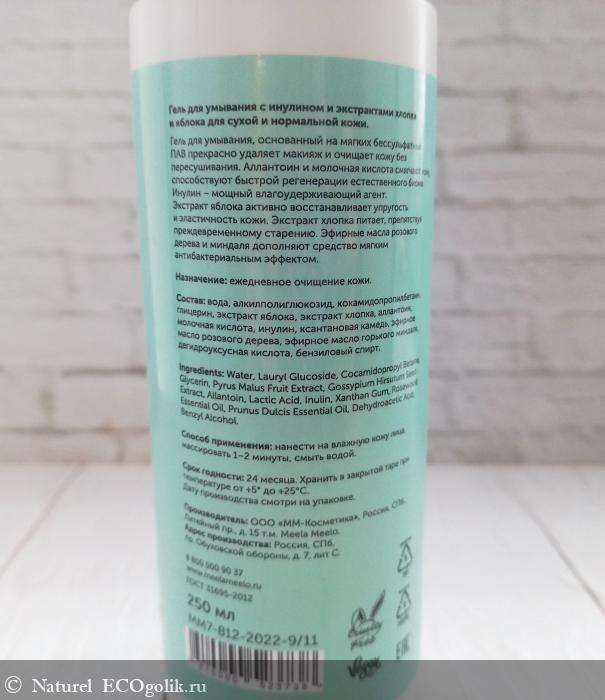 Гель для умывания с инулином и экстрактами хлопка
и яблока для сухой и нормальной кожи.
Гель для умывания, основанный на мягких бессульфатных
ПАВ прекрасно удаляет макияж и очищает кожу без
пересушивания. Аллантоин и молочная кислота смягчают кожу,
способствуют быстрой регенерации естественного
Инулин – мощный влагоудерживающий агент.
Экстракт яблока активно восстанавливает упругость
и эластичность кожи. Экстракт хлопка питает, препятствуя
преждевременному старению. Эфирные масла розового
дерева и миндаля дополняют средство мягким
антибактериальным эффектом.
Назначение: ежедневное очищение кожи.
Состав: вода, алкилполиглюкозид, кокамидопропилбетаин,
глицерин, экстракт яблока, экстракт хлопка, аллантоин,
молочная кислота, инулин, ксантановая камедь, эфирное
масло розового дерева, эфирное масло горького миндаля,
дегидроуксусная кислота, бензиловый спирт.
Ingredients: Water, Lauryl Glucoside, Cocamidopropyl Betaine,
Glycerin, Pyrus Malus Fruit Extract, Gossypium Hirsutum Seed
Extract, Allantoin, Lactic Acid, Inulin, Xanthan Gum, Rosewood
Essential Oil, Prunus Dulcis Essential Oil, Dehydroacetic Acid,
Benzyl Alcohol.
Способ применения: нанести на влажную кожу лица,
массировать 1–2 минуты, смыть водой.
Срок годности: 24 месяца. Хранить в закрытой таре при
температуре от +5° до +25°C.
Дату производства смотри на упаковке.
Производитель: ООО «ММ-Косметика», Россия, СПб,
Литейный пр., д. 15 т.м. Meela Meelo.
Адрес производства: Россия, СПб,
пр. Обуховской обороны, д. 7, лит С.
8 800 500 90 37
www.meelameelo.ru
ГОСТ 31695-2012
250 МЛ
ММ7-812-2022-9/11
Cruelty
Free
Vegan
EAC
© Naturel ECOgolik.ru